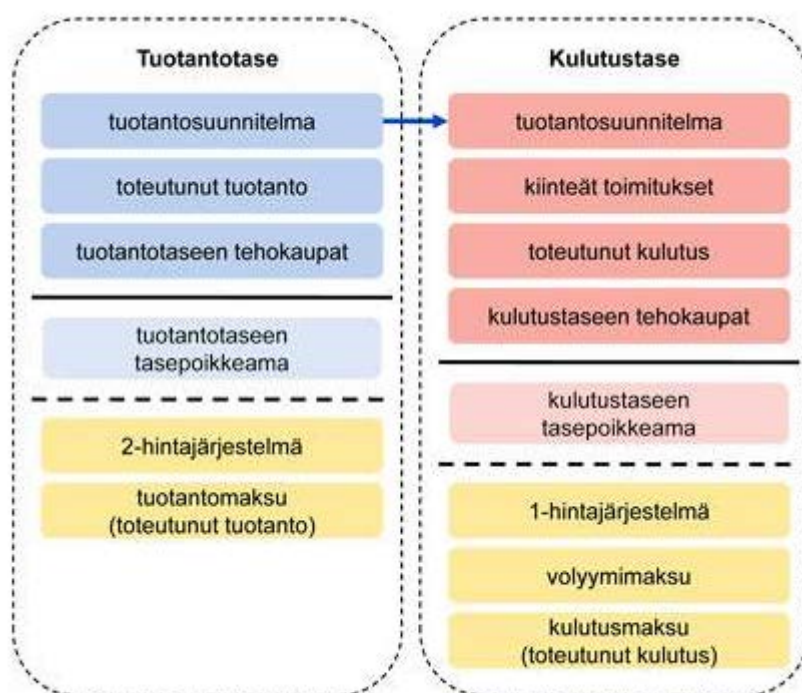 Tuotantotase
tuotantosuunnitelma
toteutunut tuotanto
tuotantotaseen tehokaupat
tuotantotaseen
tasepoikkeama
2-hintajärjestelmä
tuotantomaksu
(toteutunut tuotanto)
Kulutustase
tuotantosuunnitelma
kiinteät toimitukset
toteutunut kulutus
kulutustaseen tehokaupat
kulutustaseen
tasepoikkeama
1-hintajärjestelmä
volyymimaksu
kulutusmaksu
(toteutunut kulutus)